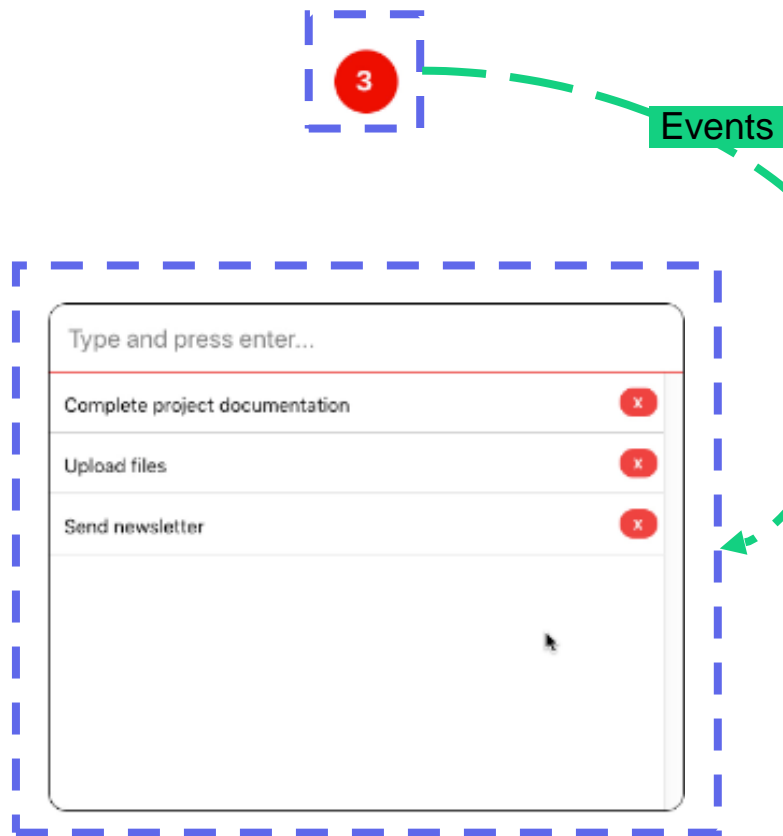 3
Events
Type and press enter...
Complete project documentation x
Upload files x
Send newsletter x